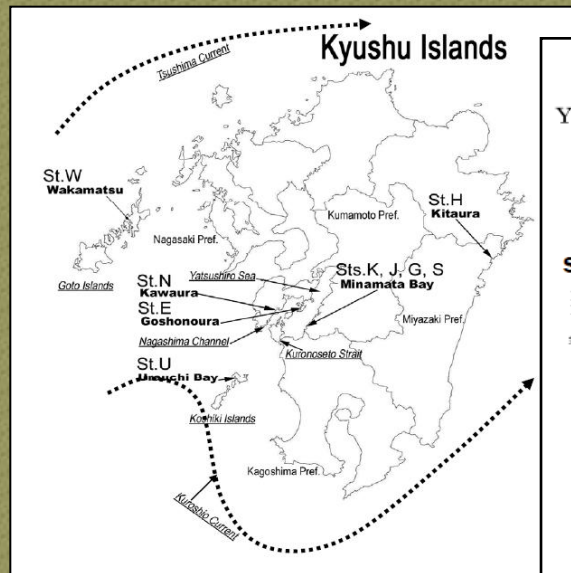 Kyushu Islands
Tsushima Current
St.W
Wakamatsu
St.H
Kitaura
Kumamoto Pref.
Nagasaki Pref.
Goto Islands
Yatsushiro Sea
Sts.K, J, G, S
Minamata Bay
St.N
Kawaura
St.E
Goshonoura
Miyazaki Pref.
Nagashima Channel
Kuronoseto Strait
St.U
Umuchi Bay
Koshiki Islands
Kagoshima Pref.
Kuroshio Current
Y